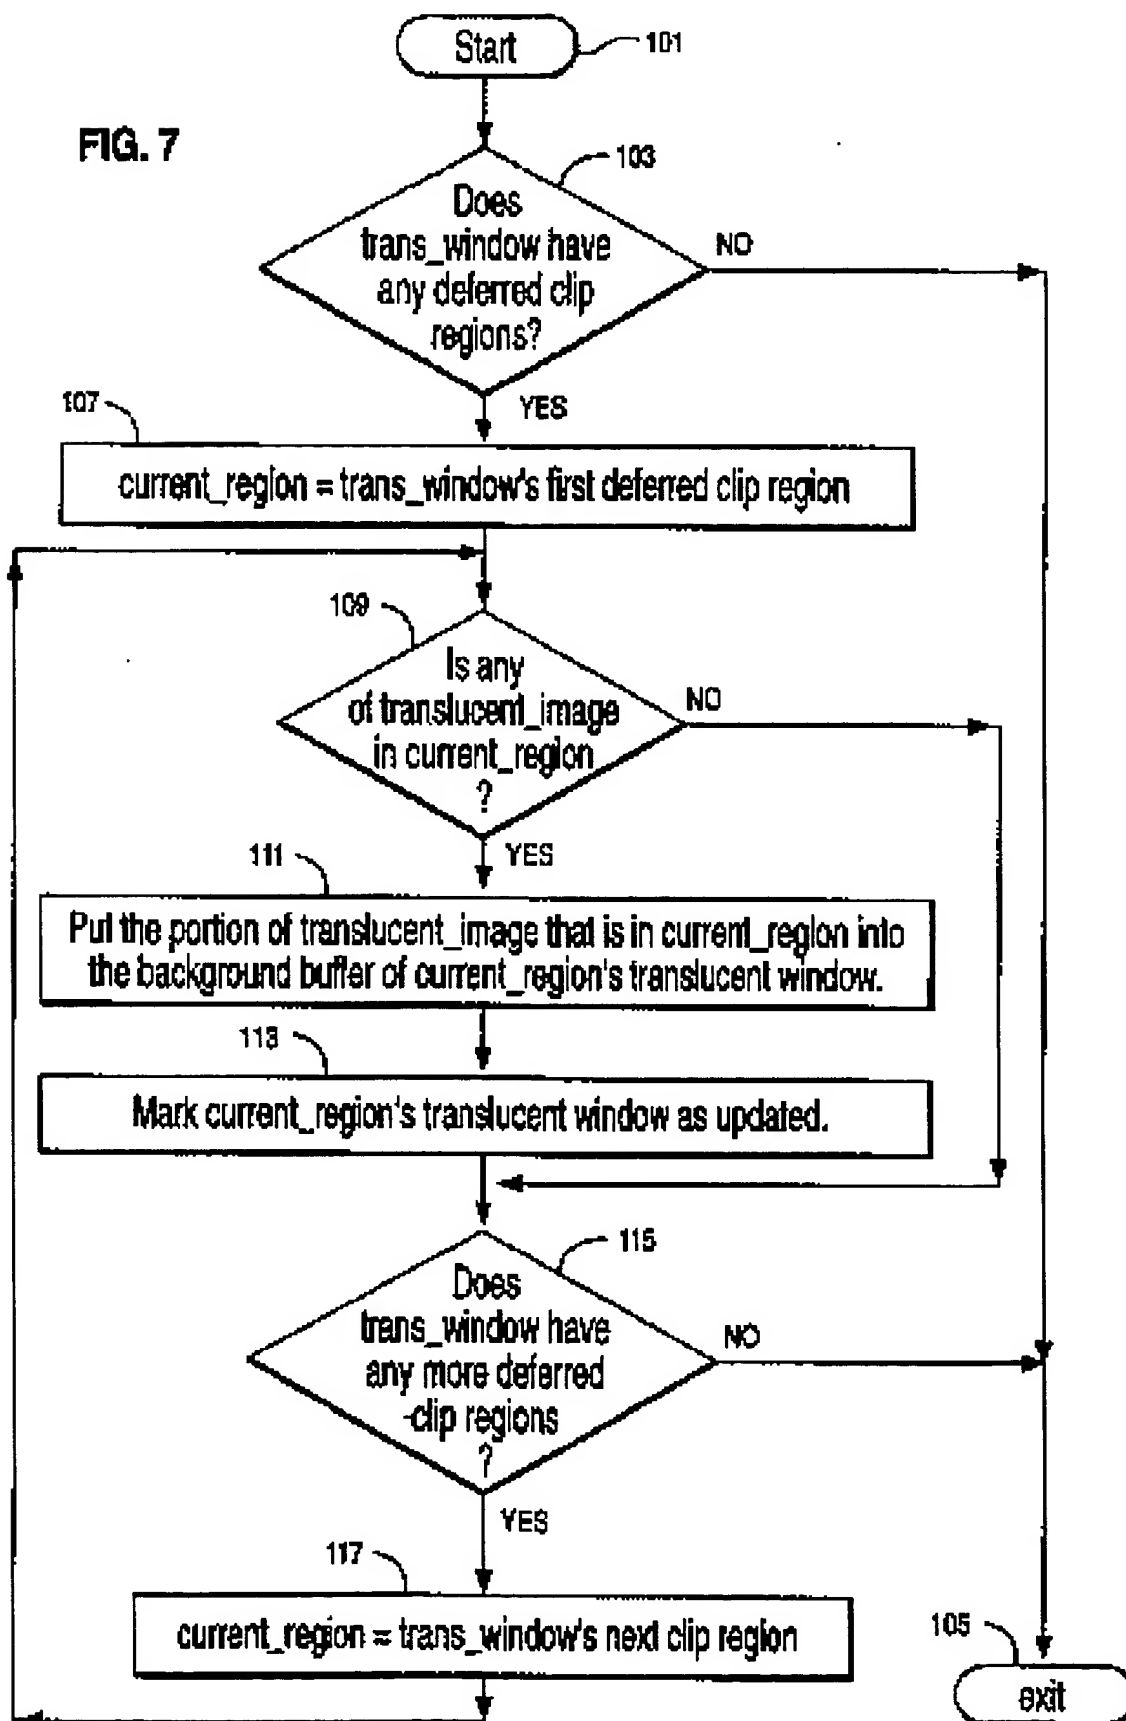 Start
101
FIG. 7
103
Does
trans_window have
any deferred clip
regions?
NO
YES
107
current_region = trans_window's first deferred clip region
109
Is any
of translucent_image
in current_region
?
NO
YES
111
Put the portion of translucent_image that is in current_region into
the background buffer of current_region's translucent window.
113
Mark current_region's translucent window as updated.
115
Does
trans_window have
any more deferred
clip regions
?
NO
YES
117
current_region = trans_window's next clip region
105
exit